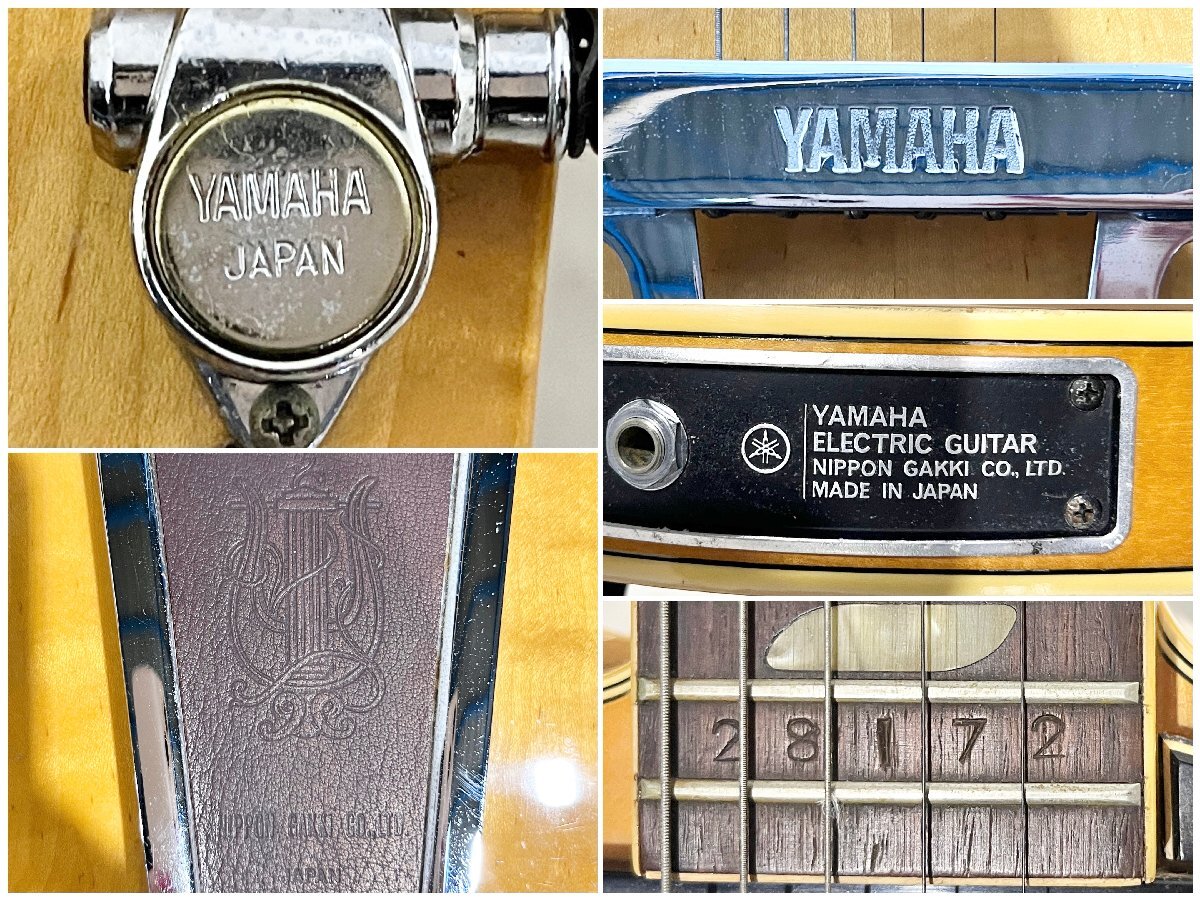 YAMAHA
JAPAN
YAMAHA
YAMAHA
ELECTRIC GUITAR
NIPPON GAKKI CO., LTD.
MADE IN JAPAN
NIPPON GAKKI CO.,LTD.
JAPAN
28172